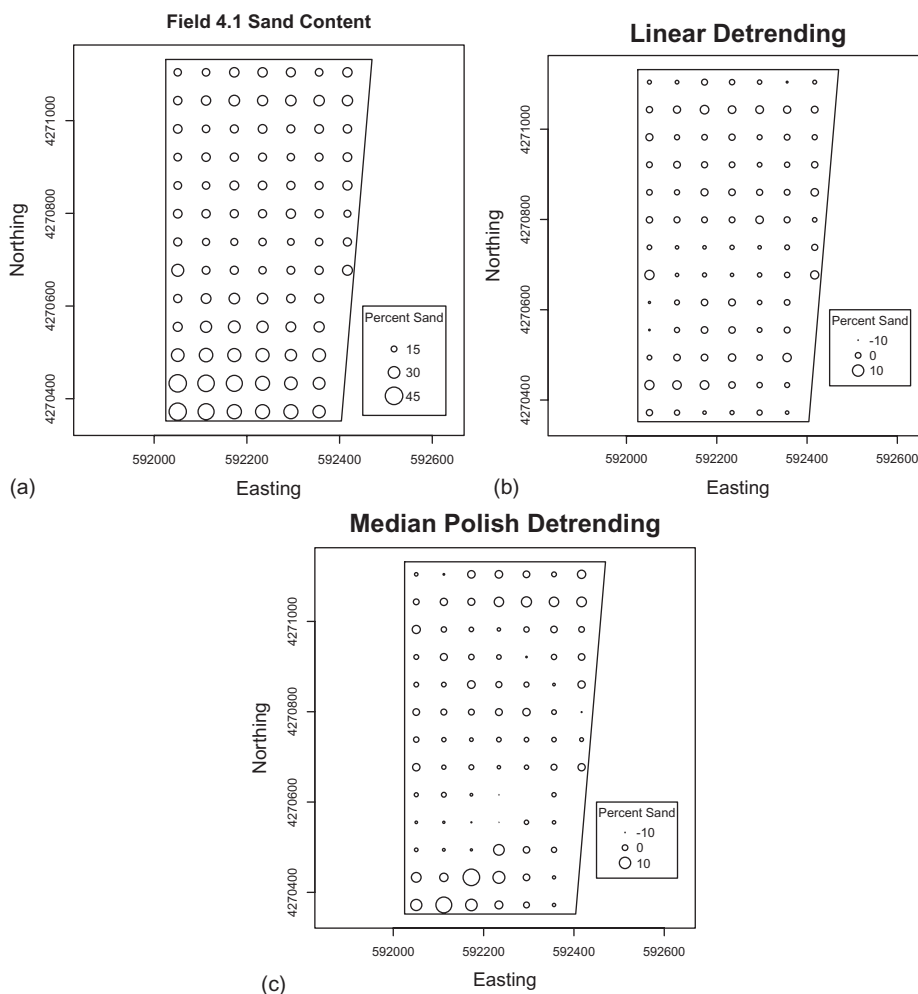 Field 4.1 Sand Content
Northing
4271000
4270800
4270600
4270400
Percent Sand
15
30
45
592000
592200
592400
592600
Easting
(a)
Linear Detrending
Northing
4271000
4270800
4270600
4270400
Percent Sand
-10
0
10
592000
592200
592400
592600
Easting
(b)
Median Polish Detrending
Northing
4271000
4270800
4270600
4270400
Percent Sand
-10
0
10
592000
592200
592400
592600
Easting
(c)